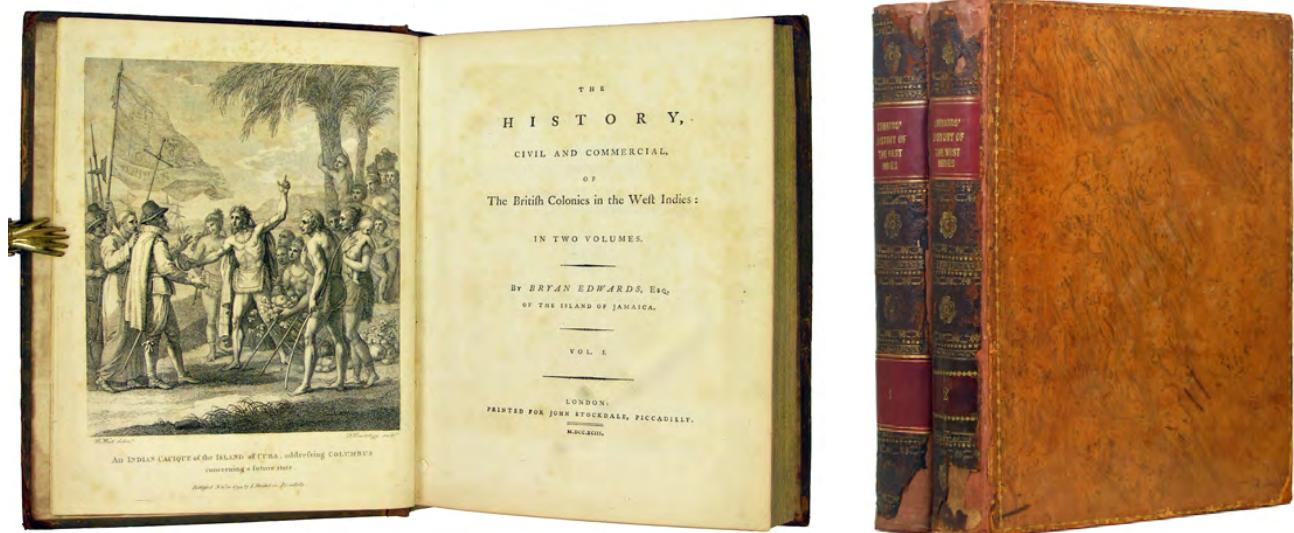 An INDIAN CACIQUE of the ISLAND of CUBA, addreſsing COLUMBUS
concerning a future state.
THE
HISTORY,
CIVIL AND COMMERCIAL,
OF
The Britiſh Colonies in the Weſt Indies:
IN TWO VOLUMES.
By BRYAN EDWARDS, Esq.
OF THE ISLAND OF JAMAICA.
VOL. I.
LONDON:
PRINTED FOR JOHN STOCKDALE, PICCADILLY.
M.DCC.XCIII.
EDWARDS'
HISTORY OF
THE WEST
INDIES
1
EDWARDS'
HISTORY OF
THE WEST
INDIES
2